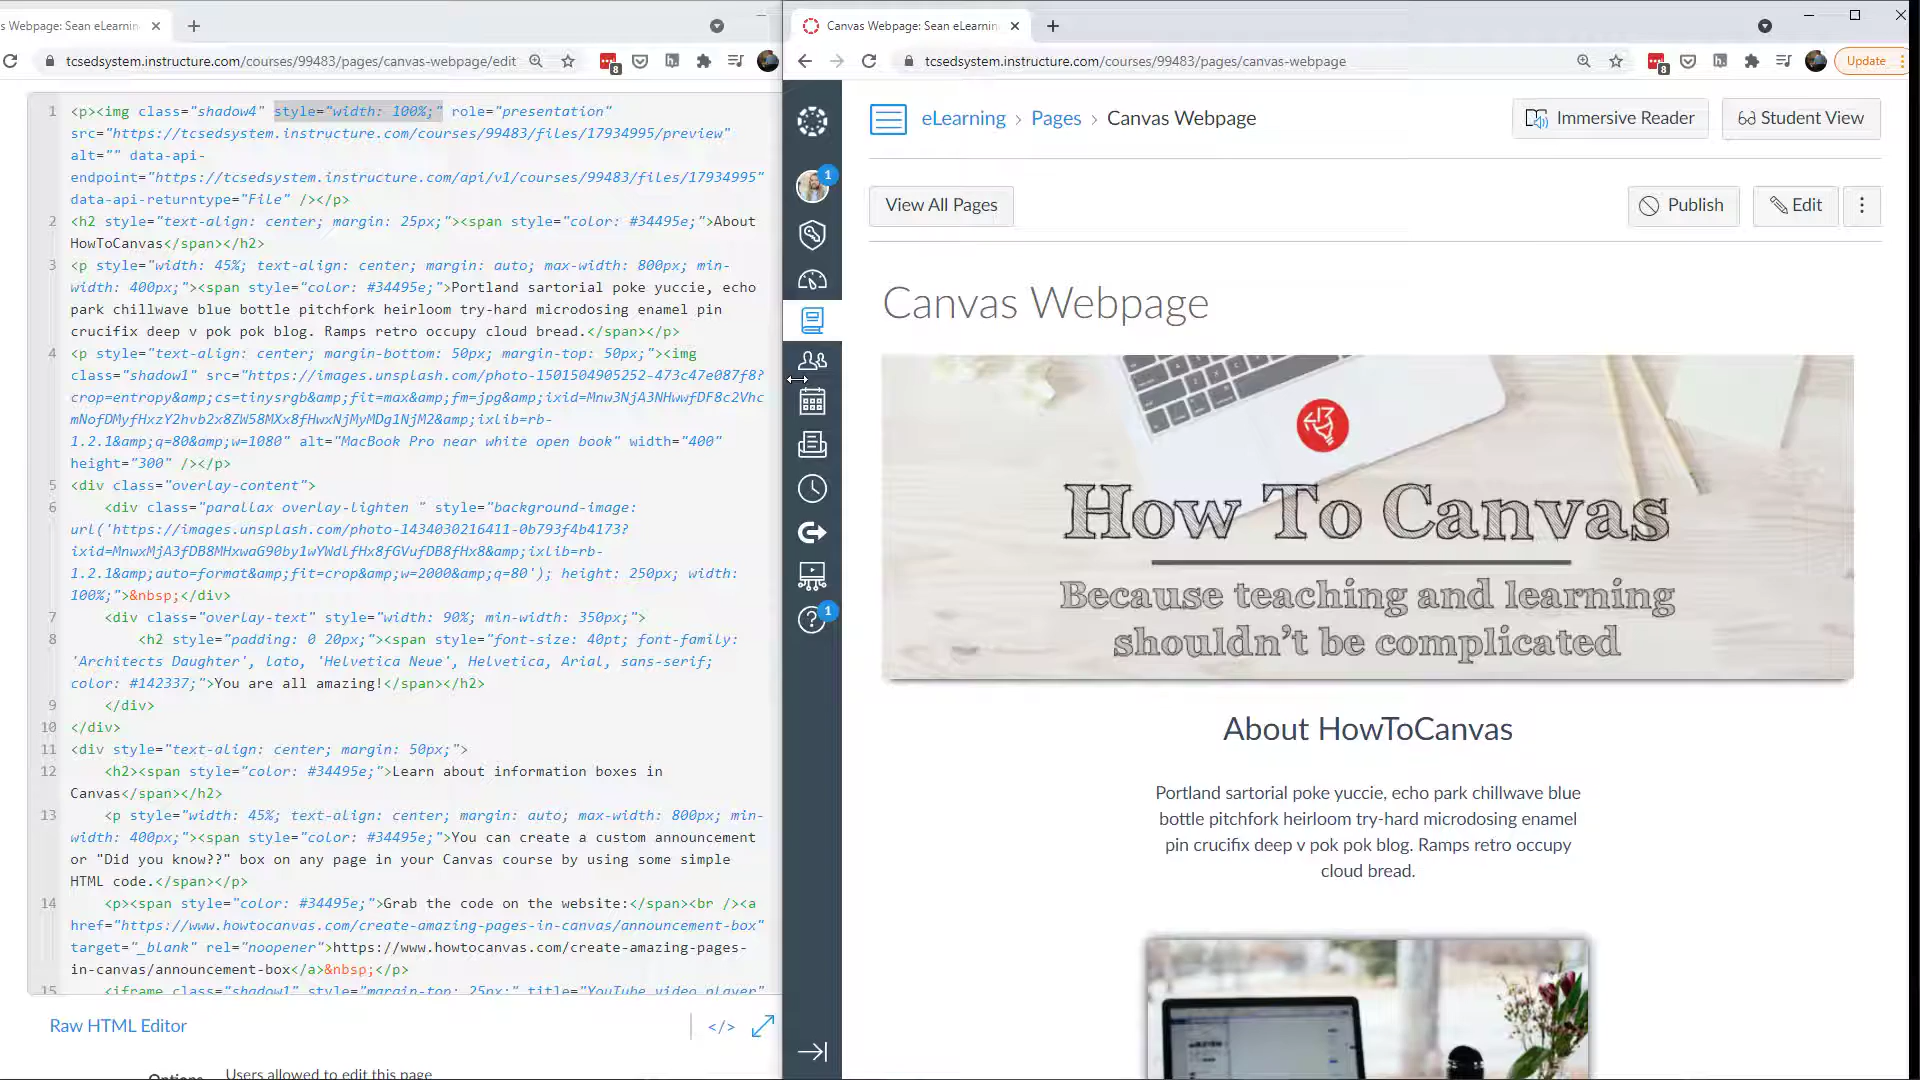 s Webpage: Sean eLearnin
tcsedsystem.instructure.com/courses/99483/pages/canvas-webpage/edit
8
1 <p><img class="shadow4" style="width: 100%;" role="presentation"
src="https://tcsedsystem.instructure.com/courses/99483/files/17934995/preview"
alt="" data-api-
endpoint="https://tcsedsystem.instructure.com/api/v1/courses/99483/files/17934995"
data-api-returntype="File" /></p>
2 <h2 style="text-align: center; margin: 25px;"><span style="color: #34495e;">About
HowToCanvas</span></h2>
3 <p style="width: 45%; text-align: center; margin: auto; max-width: 800px; min-
width: 400px;"><span style="color: #34495e;">Portland sartorial poke yuccie, echo
park chillwave blue bottle pitchfork heirloom try-hard microdosing enamel pin
crucifix deep v pok pok blog. Ramps retro occupy cloud bread.</span></p>
4 <p style="text-align: center; margin-bottom: 50px; margin-top: 50px;"><img
class="shadow1" src="https://images.unsplash.com/photo-1501504905252-473c47e087f8?
crop=entropy&amp;cs=tinysrgb&amp;fit=max&amp;fm=jpg&amp;ixid=Mnw3NjA3NHwwfDF8c2Vhc
mNofDMyfHxzY2hvb2x8ZW58MXx8fHwxNjMyMDg1NjM2&amp;ixlib=rb-
1.2.1&amp;q=80&amp;w=1080" alt="MacBook Pro near white open book" width="400"
height="300" /></p>
5 <div class="overlay-content">
6 <div class="parallax overlay-lighten " style="background-image:
url('https://images.unsplash.com/photo-1434030216411-0b793f4b4173?
ixid=MnwxMjA3fDB8MHxwaG90by1wYWdlfHx8fGVufDB8fHx8&amp;ixlib=rb-
1.2.1&amp;auto=format&amp;fit=crop&amp;w=2000&amp;q=80'); height: 250px; width:
100%;">&nbsp;</div>
7 <div class="overlay-text" style="width: 90%; min-width: 350px;">
8 <h2 style="padding: 0 20px;"><span style="font-size: 40pt; font-family:
'Architects Daughter', lato, 'Helvetica Neue', Helvetica, Arial, sans-serif;
color: #142337;">You are all amazing!</span></h2>
9 </div>
10 </div>
11 <div style="text-align: center; margin: 50px;">
12 <h2><span style="color: #34495e;">Learn about information boxes in
Canvas</span></h2>
13 <p style="width: 45%; text-align: center; margin: auto; max-width: 800px; min-
width: 400px;"><span style="color: #34495e;">You can create a custom announcement
or "Did you know??" box on any page in your Canvas course by using some simple
HTML code.</span></p>
14 <p><span style="color: #34495e;">Grab the code on the website:</span><br /><a
href="https://www.howtocanvas.com/create-amazing-pages-in-canvas/announcement-box"
target="_blank" rel="noopener">https://www.howtocanvas.com/create-amazing-pages-
in-canvas/announcement-box</a>&nbsp;</p>
15 <iframe class="shadow1" style="margin-top: 25px;" title="YouTube video player"
Raw HTML Editor
</>
Options
Users allowed to edit this page
Canvas Webpage: Sean eLearnin
tcsedsystem.instructure.com/courses/99483/pages/canvas-webpage
8
Update
1
1
eLearning › Pages › Canvas Webpage
Immersive Reader
Student View
View All Pages
Publish
Edit
Canvas Webpage
How To Canvas
Because teaching and learning
shouldn't be complicated
About HowToCanvas
Portland sartorial poke yuccie, echo park chillwave blue
bottle pitchfork heirloom try-hard microdosing enamel
pin crucifix deep v pok pok blog. Ramps retro occupy
cloud bread.